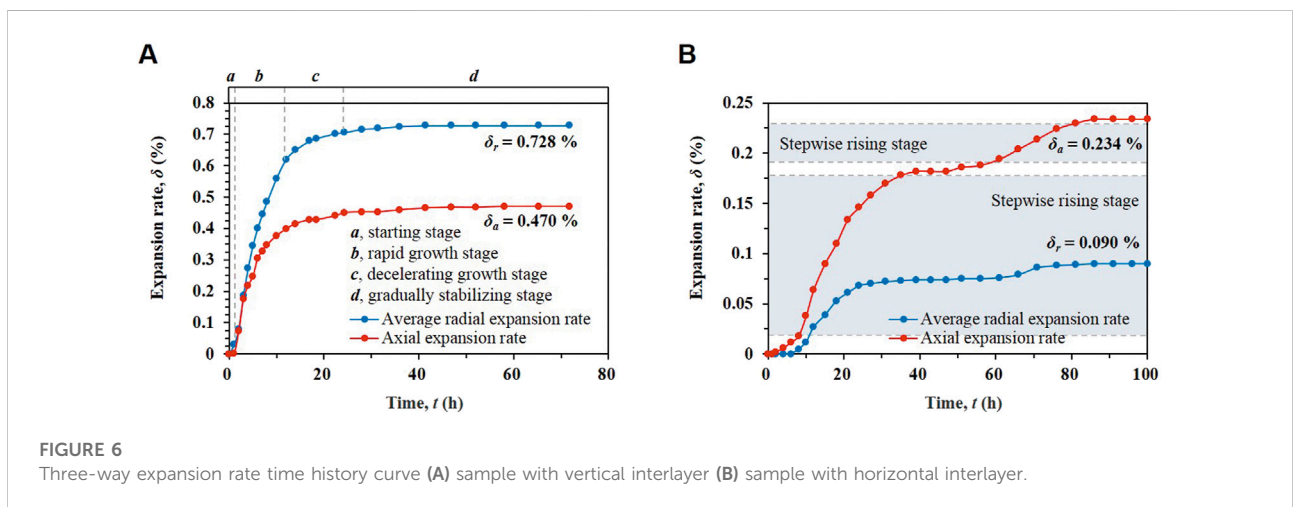 A
B
a b c d
0.8
0.7
0.6
0.5
0.4
0.3
0.2
0.1
0
Expansion rate, δ (%)
δr = 0.728 %
δa = 0.470 %
a, starting stage
b, rapid growth stage
c, decelerating growth stage
d, gradually stabilizing stage
Average radial expansion rate
Axial expansion rate
0 20 40 60 80
Time, t (h)
0.25
0.2
0.15
0.1
0.05
0
Expansion rate, δ (%)
Stepwise rising stage
δa = 0.234 %
Stepwise rising stage
δr = 0.090 %
Average radial expansion rate
Axial expansion rate
0 20 40 60 80 100
Time, t (h)
FIGURE 6
Three-way expansion rate time history curve (A) sample with vertical interlayer (B) sample with horizontal interlayer.